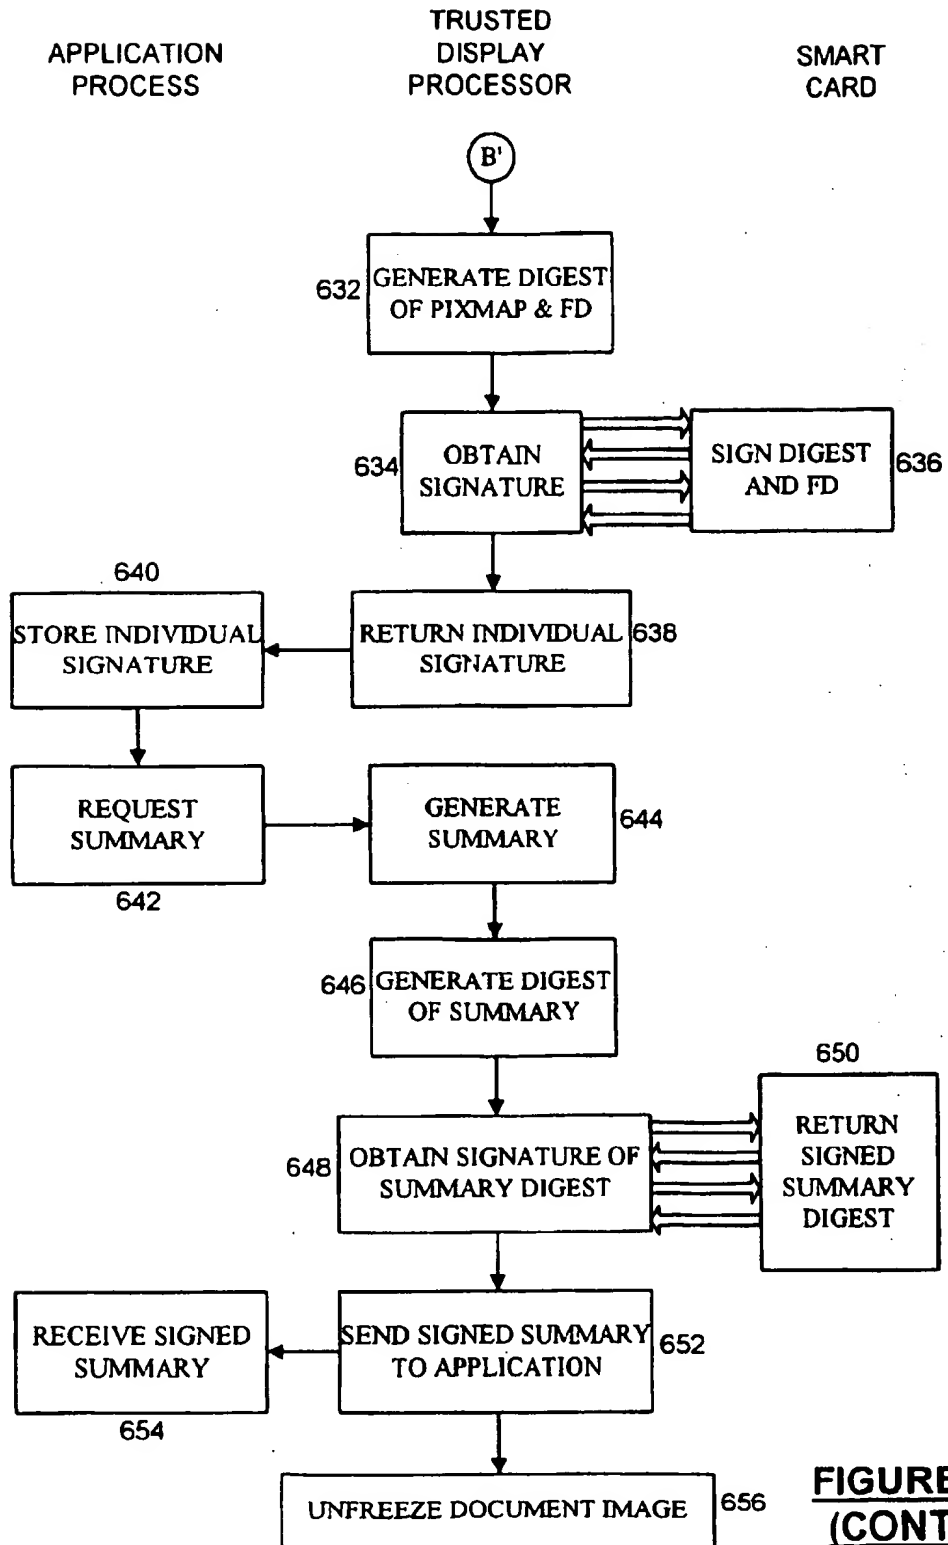 APPLICATION
PROCESS
TRUSTED
DISPLAY
PROCESSOR
SMART
CARD
B'
632
GENERATE DIGEST
OF PIXMAP & FD
634
OBTAIN
SIGNATURE
SIGN DIGEST
AND FD
636
640
STORE INDIVIDUAL
SIGNATURE
RETURN INDIVIDUAL
SIGNATURE
638
REQUEST
SUMMARY
642
GENERATE
SUMMARY
644
646
GENERATE DIGEST
OF SUMMARY
648
OBTAIN SIGNATURE OF
SUMMARY DIGEST
650
RETURN
SIGNED
SUMMARY
DIGEST
RECEIVE SIGNED
SUMMARY
654
SEND SIGNED SUMMARY
TO APPLICATION
652
UNFREEZE DOCUMENT IMAGE
656
FIGURE
(CONT